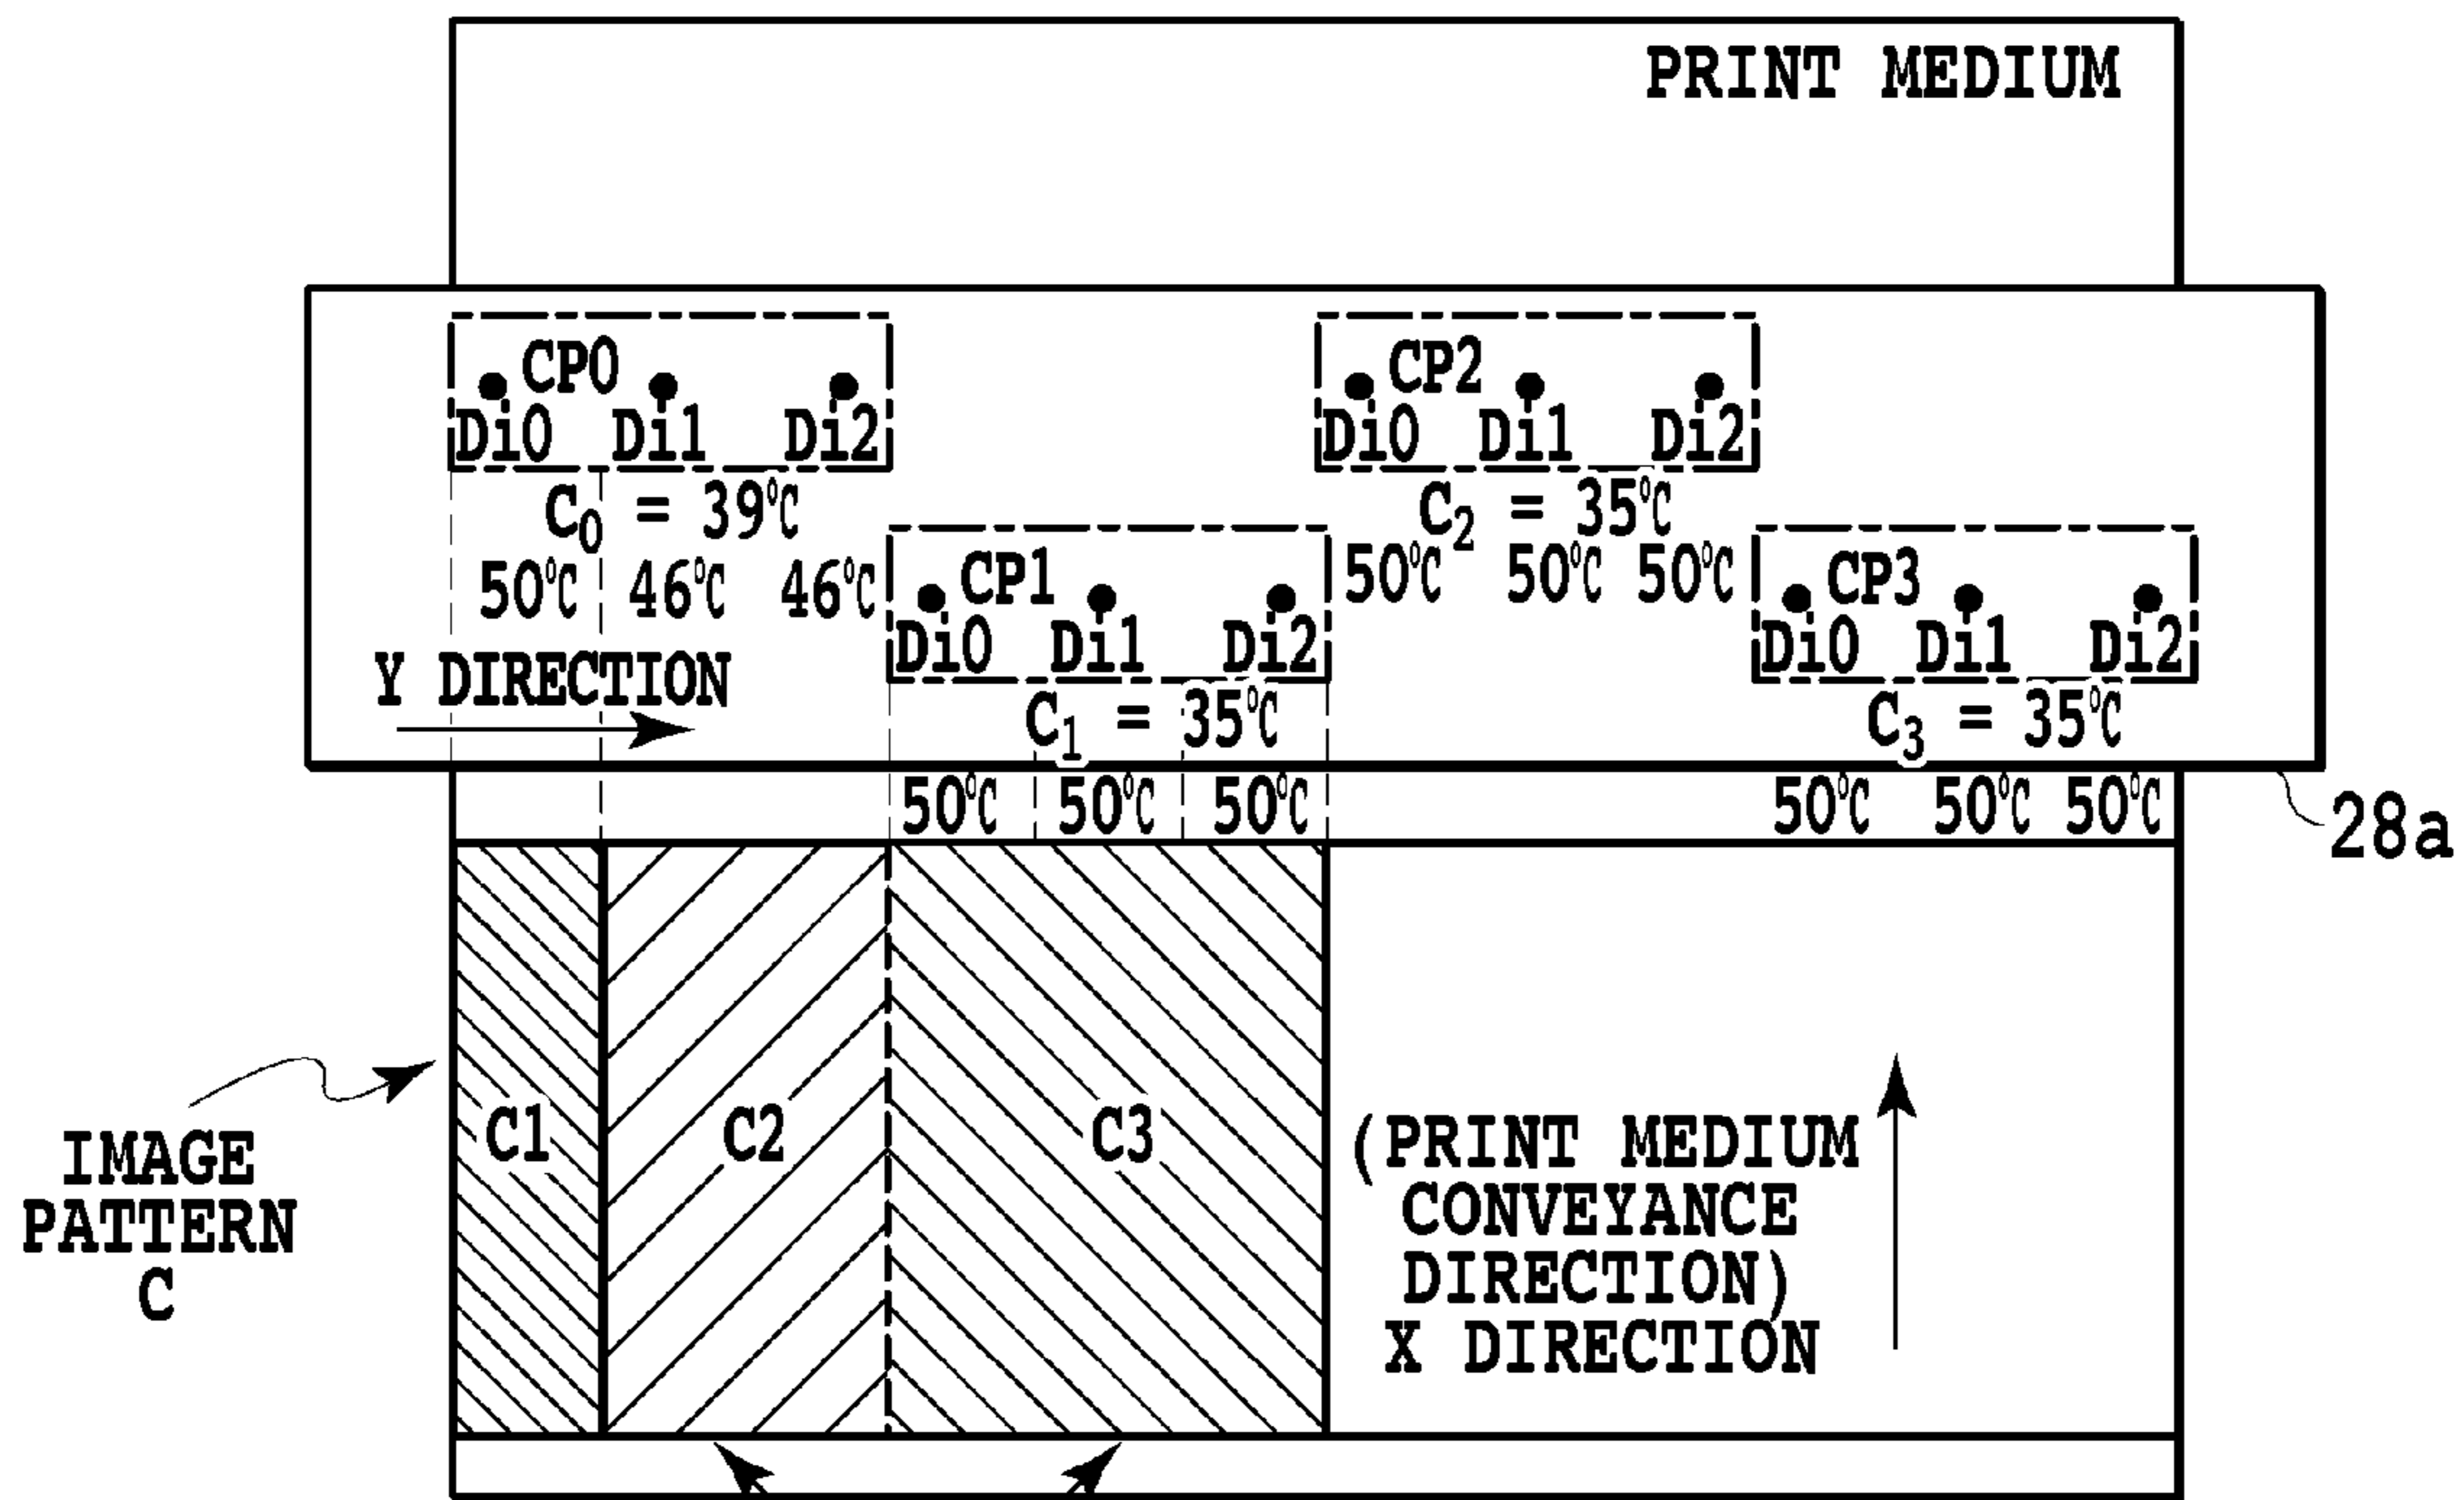 PRINT MEDIUM
CP0
Di0 Di1 Di2
C0 = 39℃
50℃ 46℃ 46℃
CP2
Di0 Di1 Di2
C2 = 35℃
50℃ 50℃ 50℃
CP1
Di0 Di1 Di2
C1 = 35℃
50℃ 50℃ 50℃
CP3
Di0 Di1 Di2
C3 = 35℃
50℃ 50℃ 50℃
Y DIRECTION
28a
IMAGE
PATTERN
C
C1
C2
C3
(PRINT MEDIUM
CONVEYANCE
DIRECTION)
X DIRECTION